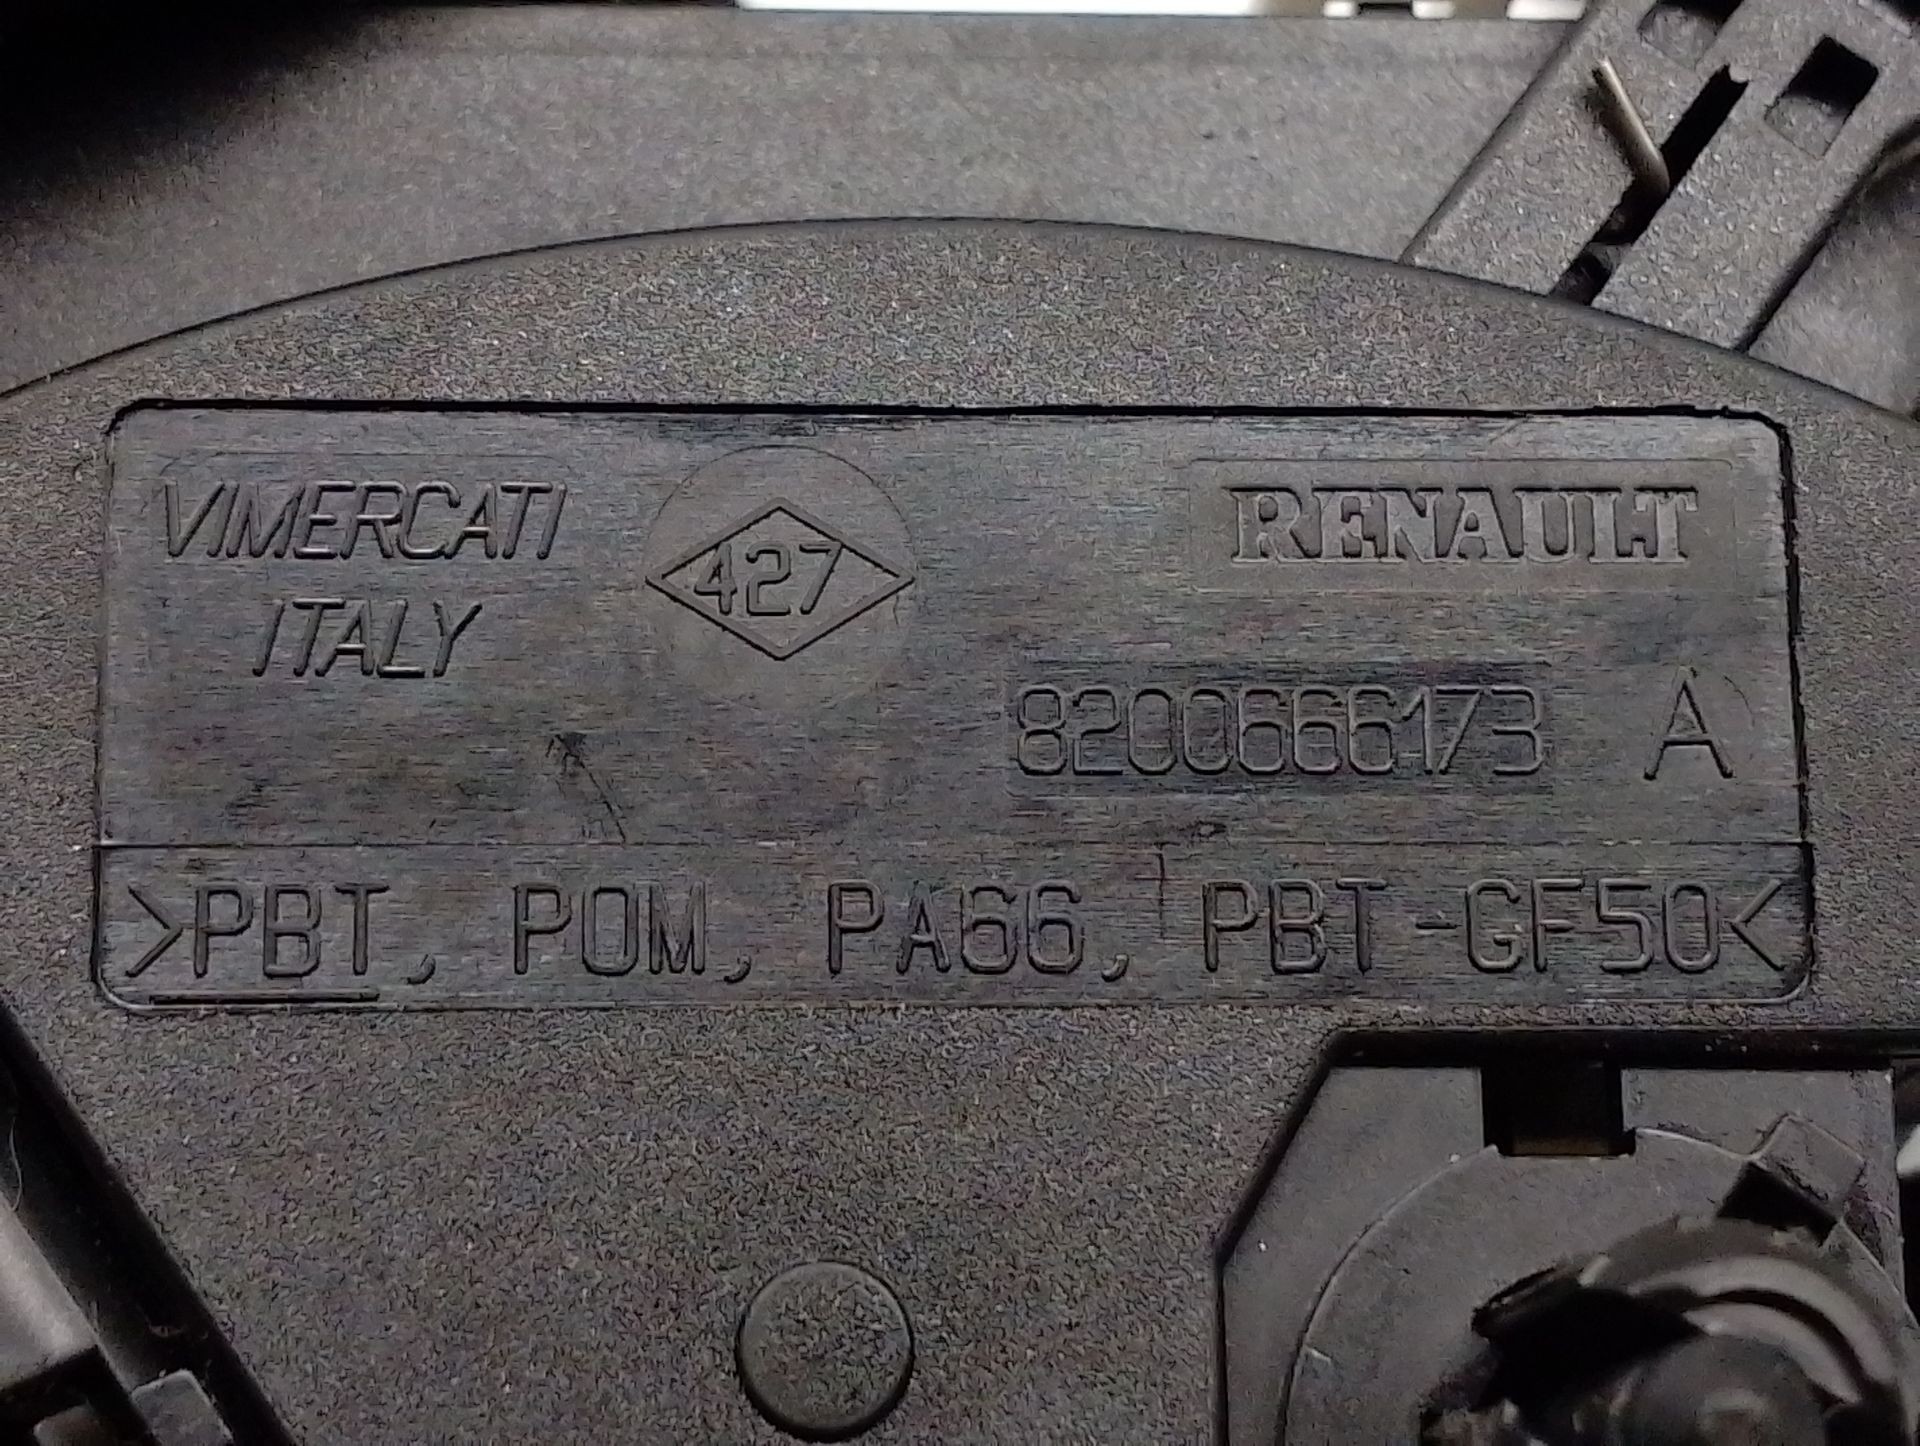 VIMERCATI
ITALY
427
RENAULT
8200666173 A
>PBT, POM, PA66, PBT-GF50<